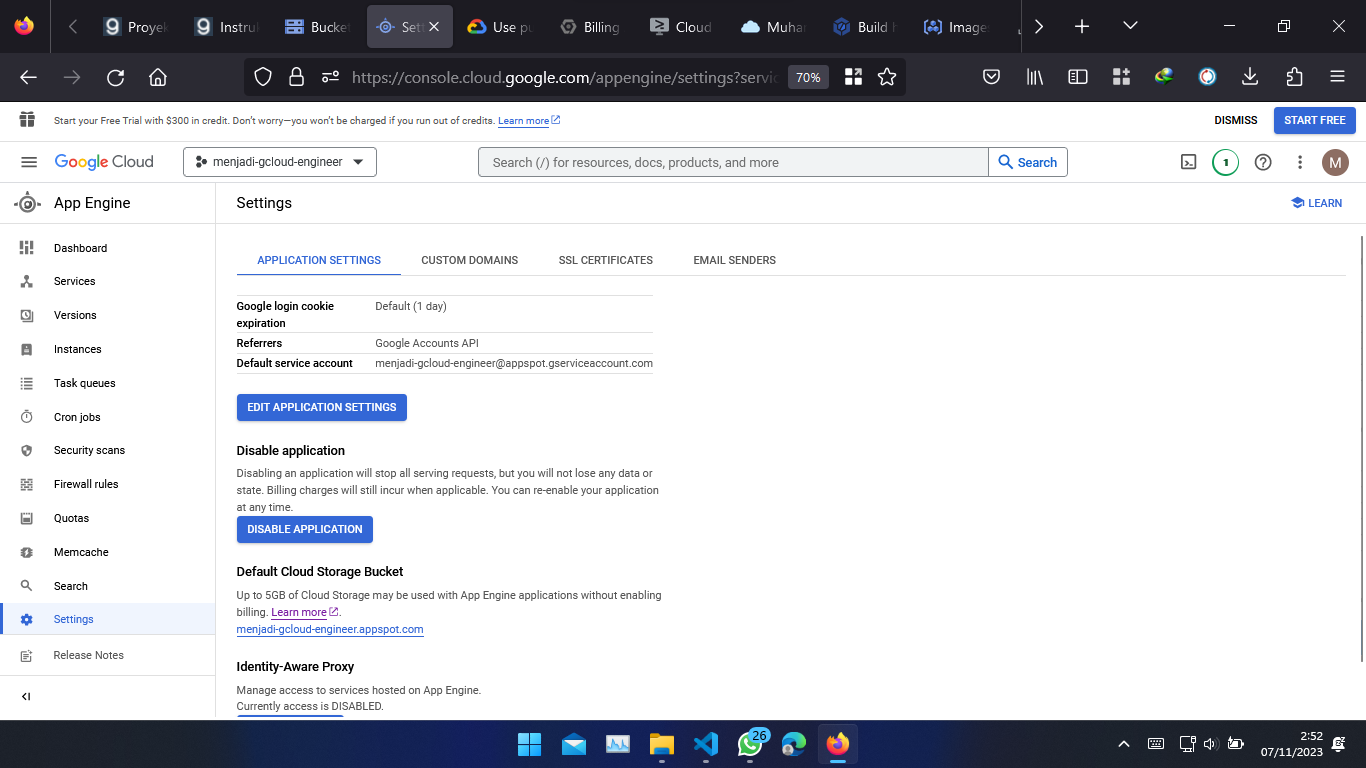 Proyek
Instruk
Bucket
Sett
Use pu
Billing
Cloud
Muhan
Build h
Image
https://console.cloud.google.com/appengine/settings?servic
70%
Start your Free Trial with $300 in credit. Don't worry—you won't be charged if you run out of credits. Learn more
DISMISS
START FREE
Google Cloud
menjadi-gcloud-engineer
Search (/) for resources, docs, products, and more
Search
1
M
App Engine
Settings
LEARN
Dashboard
Services
Versions
Instances
Task queues
Cron jobs
Security scans
Firewall rules
Quotas
Memcache
Search
Settings
Release Notes
APPLICATION SETTINGS
CUSTOM DOMAINS
SSL CERTIFICATES
EMAIL SENDERS
Google login cookie
expiration
Default (1 day)
Referrers
Google Accounts API
Default service account
menjadi-gcloud-engineer@appspot.gserviceaccount.com
EDIT APPLICATION SETTINGS
Disable application
Disabling an application will stop all serving requests, but you will not lose any data or
state. Billing charges will still incur when applicable. You can re-enable your application
at any time.
DISABLE APPLICATION
Default Cloud Storage Bucket
Up to 5GB of Cloud Storage may be used with App Engine applications without enabling
billing. Learn more.
menjadi-gcloud-engineer.appspot.com
Identity-Aware Proxy
Manage access to services hosted on App Engine.
Currently access is DISABLED.
26
2:52
07/11/2023